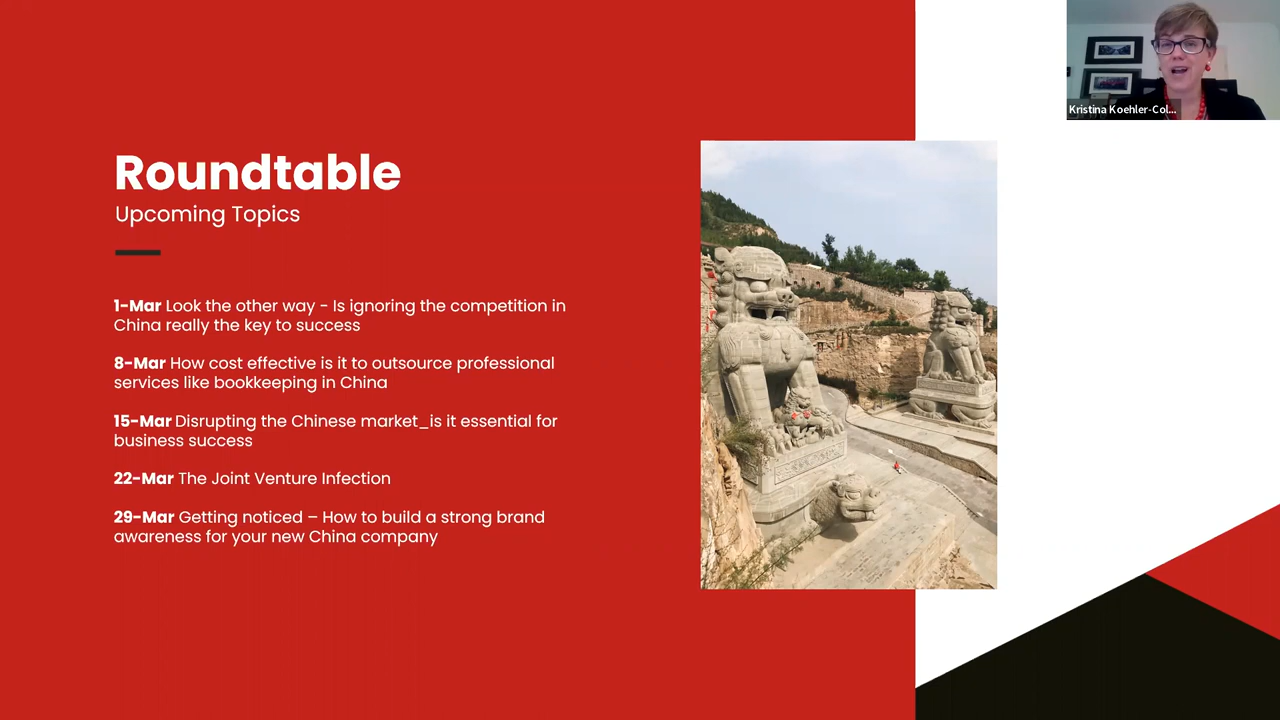 Roundtable
Upcoming Topics
1-Mar Look the other way - Is ignoring the competition in
China really the key to success
8-Mar How cost effective is it to outsource professional
services like bookkeeping in China
15-Mar Disrupting the Chinese market_is it essential for
business success
22-Mar The Joint Venture Infection
29-Mar Getting noticed – How to build a strong brand
awareness for your new China company
Kristina Koehler-Col...